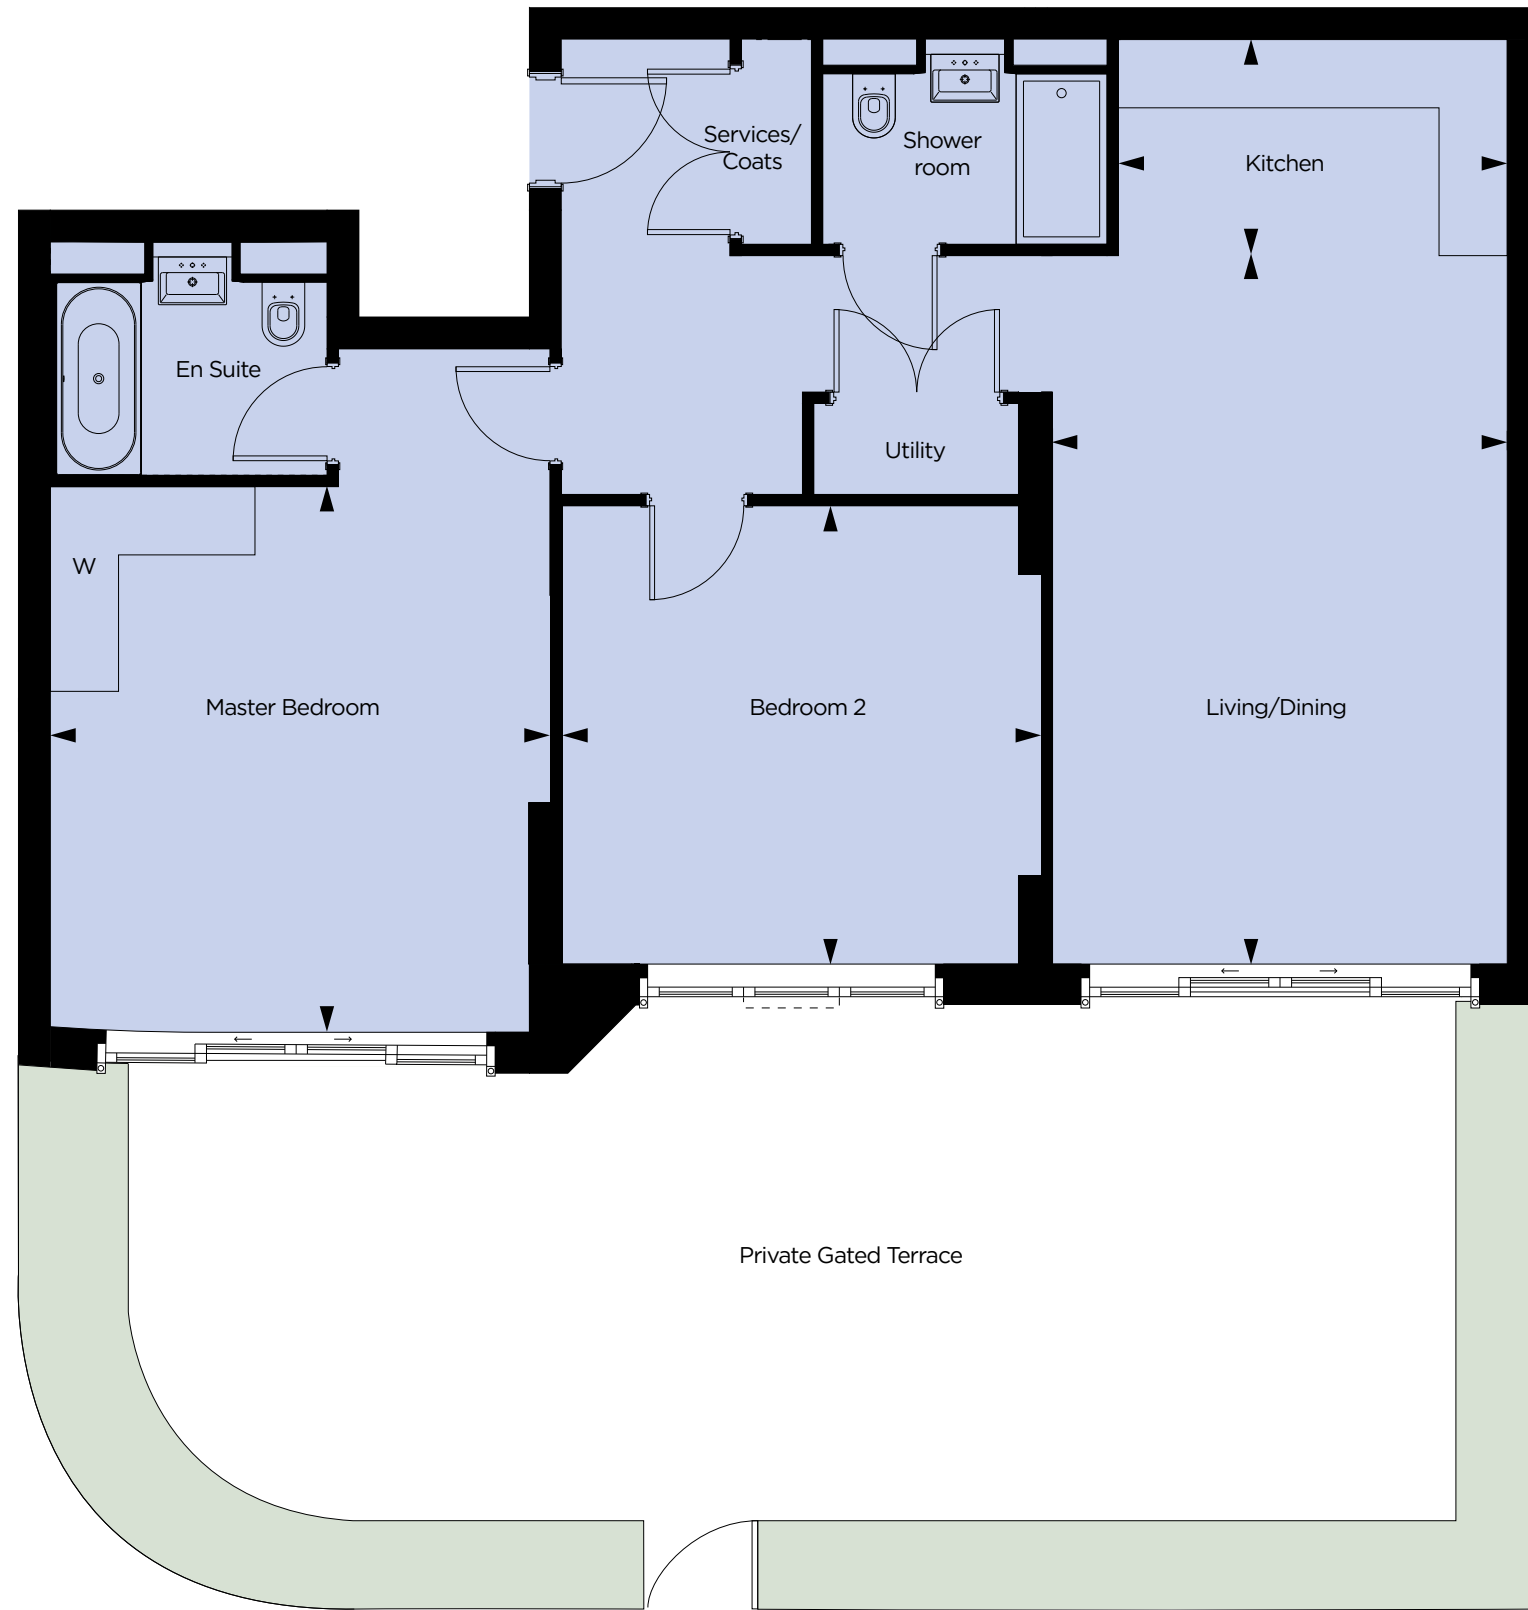 Services/
Coats
Shower
room
Kitchen
En Suite
Utility
W
Master Bedroom
Bedroom 2
Living/Dining
Private Gated Terrace